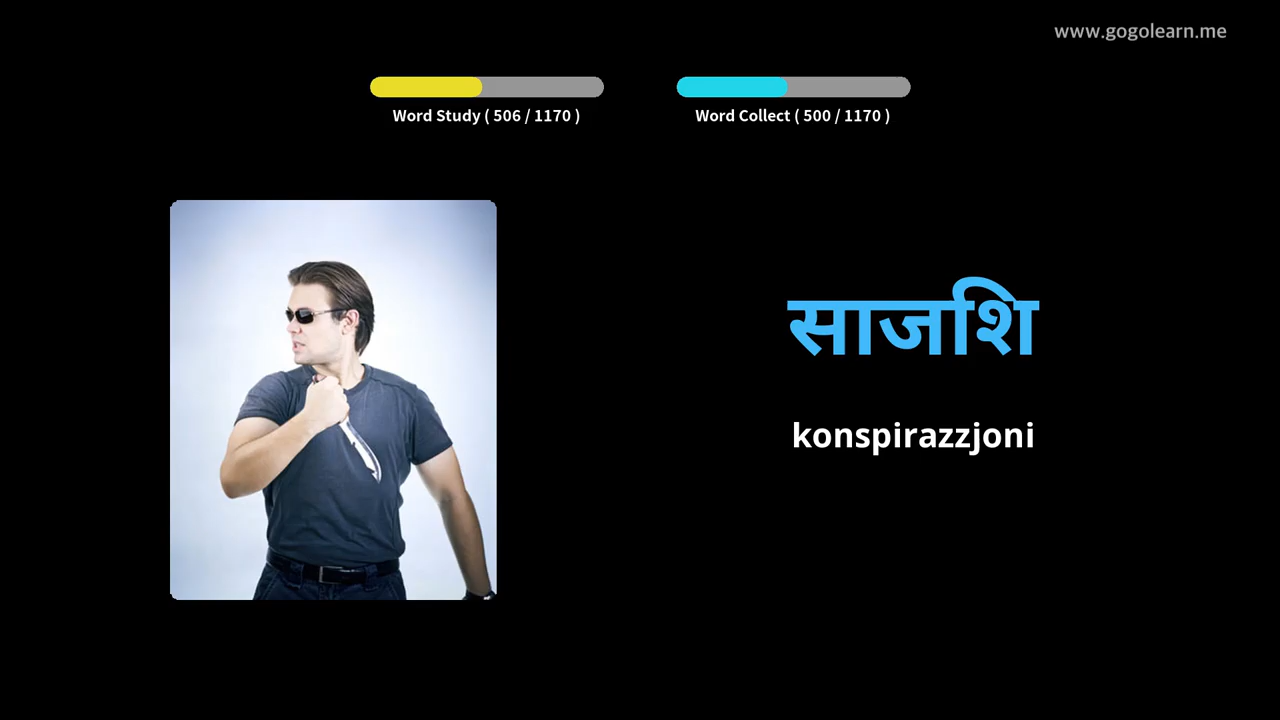 www.gogolearn.me
Word Study ( 506 / 1170 )
Word Collect ( 500 / 1170 )
साजशि
konspirazzjoni